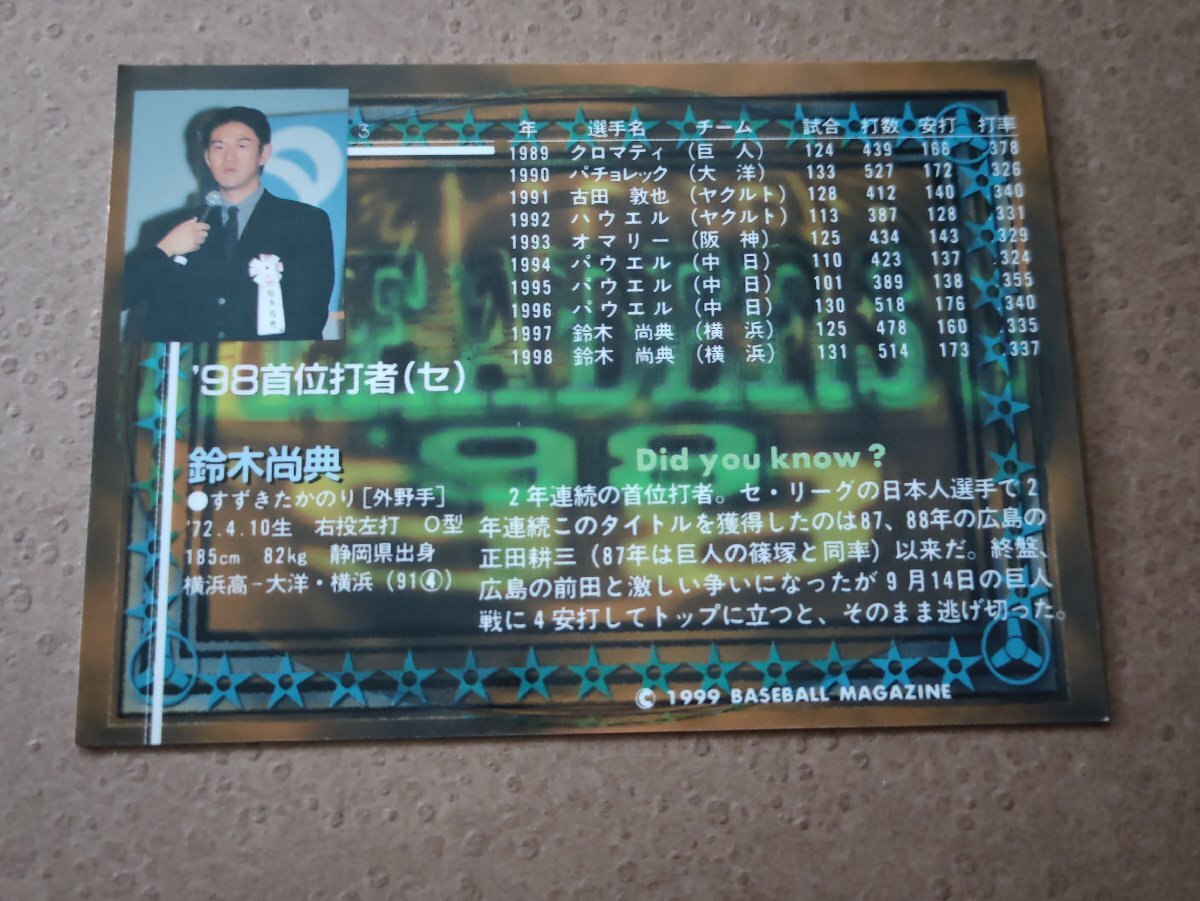 3
年 選手名 チーム 試合 打数 安打 打率
1989 クロマティ (巨 人) 124 439 166 .378
1990 パチョレック (大 洋) 133 527 172 .326
1991 古田 敦也 (ヤクルト) 128 412 140 .340
1992 ハウエル (ヤクルト) 113 387 128 .331
1993 オマリー (阪 神) 125 434 143 .329
1994 パウエル (中 日) 110 423 137 .324
1995 パウエル (中 日) 101 389 138 .355
1996 パウエル (中 日) 130 518 176 .340
1997 鈴木 尚典 (横 浜) 125 478 160 .335
1998 鈴木 尚典 (横 浜) 131 514 173 .337
'98首位打者(セ)
LEADERS
'98
鈴木尚典
●すずきたかのり[外野手]
'72.4.10生 右投左打 O型
185cm 82kg 静岡県出身
横浜高-大洋・横浜(91④)
Did you know?
2年連続の首位打者。セ・リーグの日本人選手で2
年連続このタイトルを獲得したのは87、88年の広島の
正田耕三(87年は巨人の篠塚と同率)以来だ。終盤、
広島の前田と激しい争いになったが9月14日の巨人
戦に4安打してトップに立つと、そのまま逃げ切った。
© 1999 BASEBALL MAGAZINE